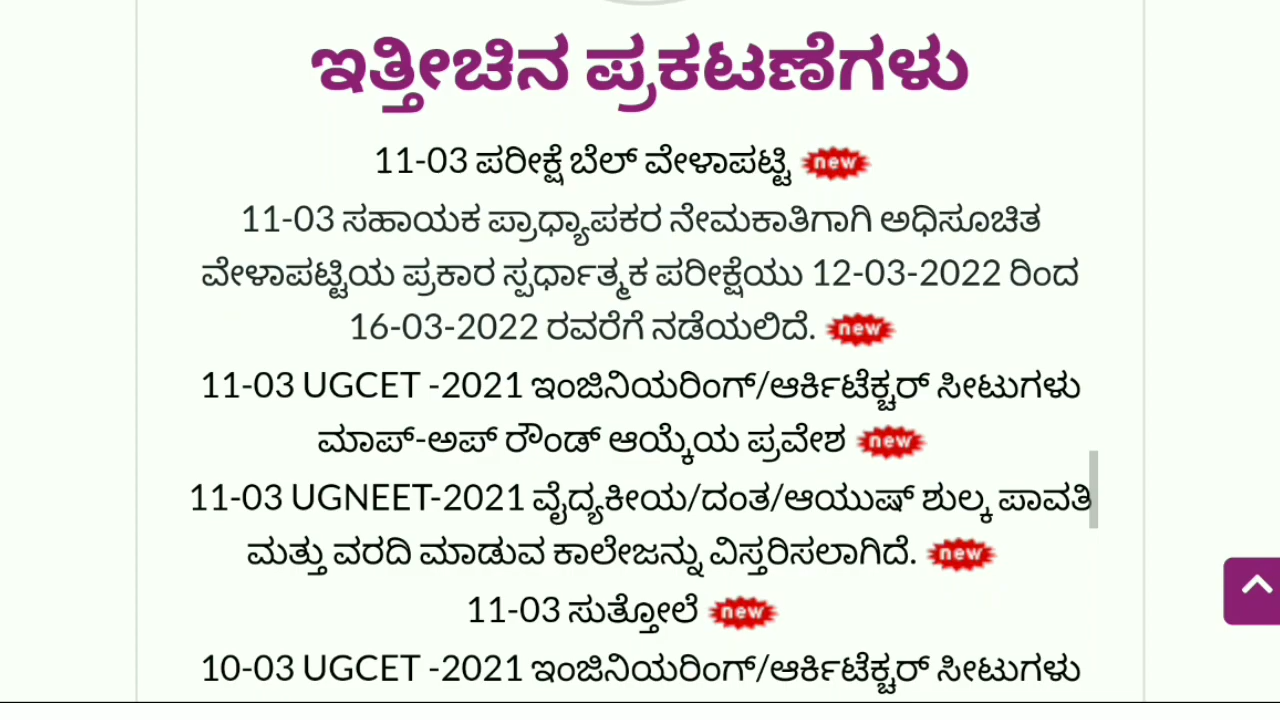 ಇತ್ತೀಚಿನ ಪ್ರಕಟಣೆಗಳು
11-03 ಪರೀಕ್ಷೆ ಬೆಲ್ ವೇಳಾಪಟ್ಟಿ new
11-03 ಸಹಾಯಕ ಪ್ರಾಧ್ಯಾಪಕರ ನೇಮಕಾತಿಗಾಗಿ ಅಧಿಸೂಚಿತ
ವೇಳಾಪಟ್ಟಿಯ ಪ್ರಕಾರ ಸ್ಪರ್ಧಾತ್ಮಕ ಪರೀಕ್ಷೆಯು 12-03-2022 ರಿಂದ
16-03-2022 ರವರೆಗೆ ನಡೆಯಲಿದೆ. new
11-03 UGCET -2021 ಇಂಜಿನಿಯರಿಂಗ್/ಆರ್ಕಿಟೆಕ್ಚರ್ ಸೀಟುಗಳು
ಮಾಪ್-ಅಪ್ ರೌಂಡ್ ಆಯ್ಕೆಯ ಪ್ರವೇಶ new
11-03 UGNEET-2021 ವೈದ್ಯಕೀಯ/ದಂತ/ಆಯುಷ್ ಶುಲ್ಕ ಪಾವತಿ
ಮತ್ತು ವರದಿ ಮಾಡುವ ಕಾಲೇಜನ್ನು ವಿಸ್ತರಿಸಲಾಗಿದೆ. new
11-03 ಸುತ್ತೋಲೆ new
10-03 UGCET -2021 ಇಂಜಿನಿಯರಿಂಗ್/ಆರ್ಕಿಟೆಕ್ಚರ್ ಸೀಟುಗಳು